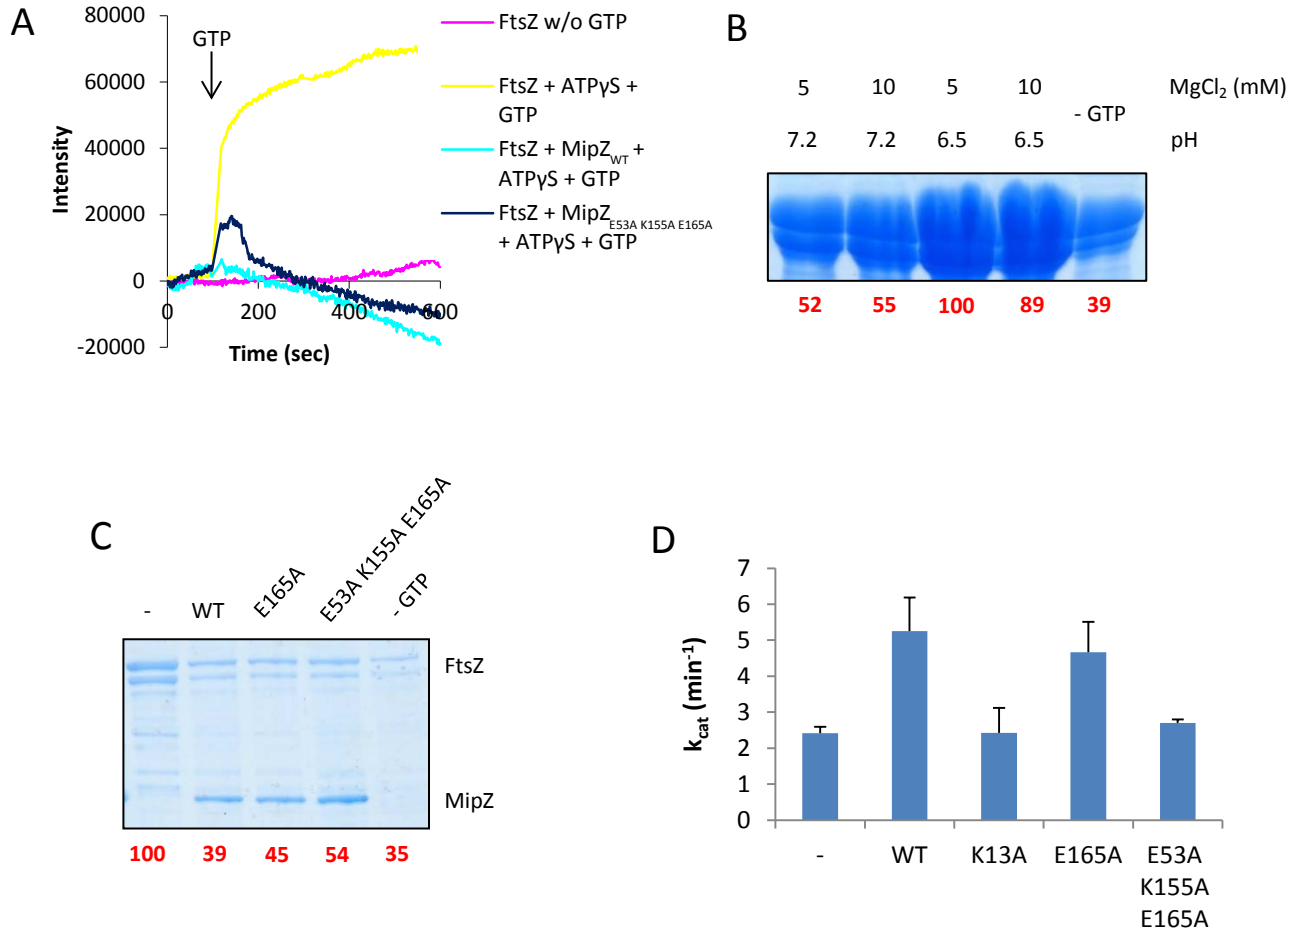 A
80000
60000
40000
20000
0
-20000
Intensity
GTP
0
200
400
600
Time (sec)
FtsZ w/o GTP
FtsZ + ATPγS +
GTP
FtsZ + MipZWT +
ATPγS + GTP
FtsZ + MipZE53A K155A E165A
+ ATPγS + GTP
B
5 10 5 10 MgCl2 (mM)
- GTP
7.2 7.2 6.5 6.5 pH
52 55 100 89 39
C
- WT E165A E53A K155A E165A - GTP
FtsZ
MipZ
100 39 45 54 35
D
7
6
5
4
3
2
1
0
kcat (min-1)
- WT K13A E165A E53A
K155A
E165A